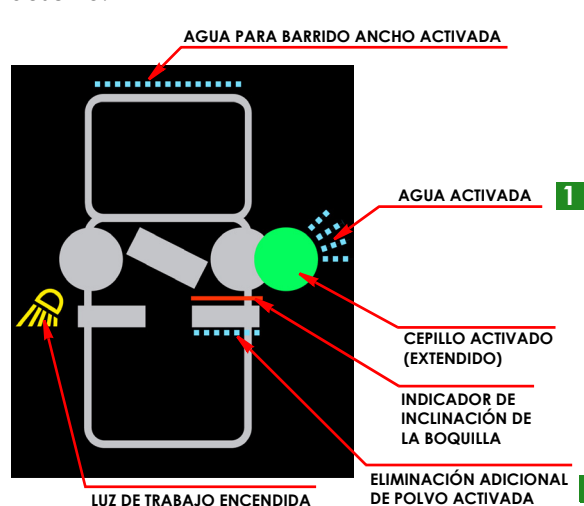 AGUA PARA BARRIDO ANCHO ACTIVADA
AGUA ACTIVADA
1
CEPILLO ACTIVADO
(EXTENDIDO)
INDICADOR DE
INCLINACIÓN DE
LA BOQUILLA
ELIMINACIÓN ADICIONAL
DE POLVO ACTIVADA
LUZ DE TRABAJO ENCENDIDA